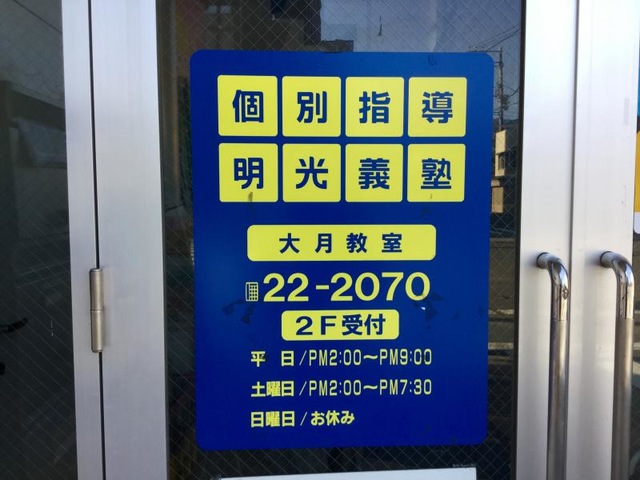 個別指導
明光義塾
大月教室
22-2070
2F受付
平 日/PM2:00〜PM9:00
土曜日/PM2:00〜PM7:30
日曜日/お休み